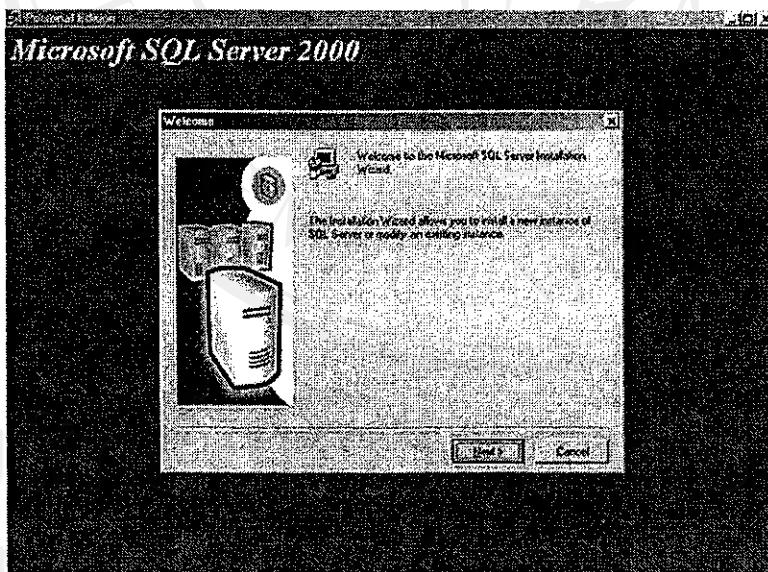 Personal Edition
Microsoft SQL Server 2000
Welcome
Welcome to the Microsoft SQL Server Installation
Wizard.
The Installation Wizard allows you to install a new instance of
SQL Server or modify an existing instance.
Next >
Cancel